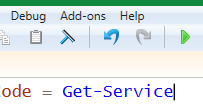 Debug Add-ons Help
ode = Get-Service